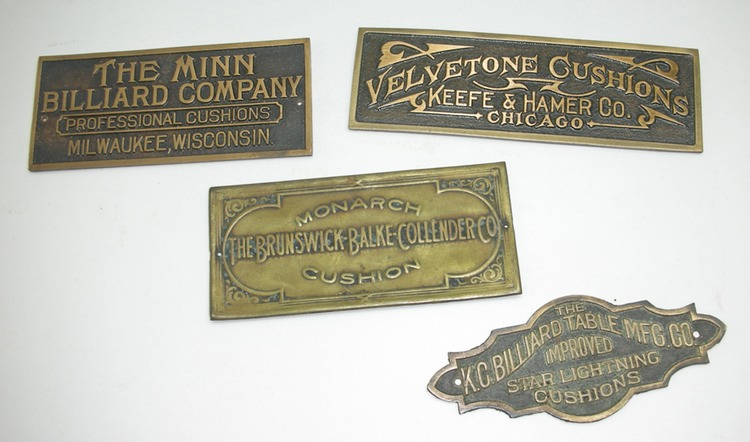 THE MINN
BILLIARD COMPANY
PROFESSIONAL CUSHIONS
MILWAUKEE, WISCONSIN.
VELVETONE CUSHIONS
KEEFE & HAMER CO.
CHICAGO
MONARCH
THE BRUNSWICK-BALKE-COLLENDER CO
CUSHION
THE
K.C. BILLIARD TABLE MFG. CO.
IMPROVED
STAR LIGHTNING
CUSHIONS